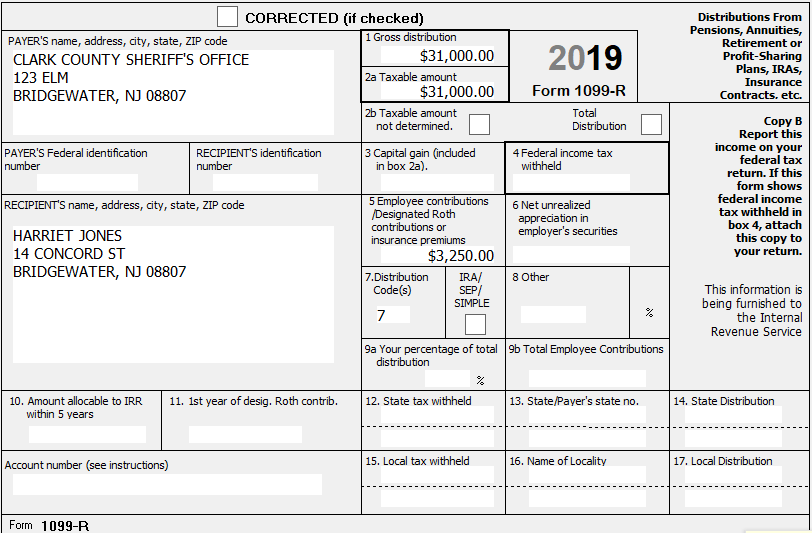 CORRECTED (if checked)
PAYER'S name, address, city, state, ZIP code
CLARK COUNTY SHERIFF'S OFFICE
123 ELM
BRIDGEWATER, NJ 08807
1 Gross distribution
$31,000.00
2a Taxable amount
$31,000.00
2019
Form 1099-R
Distributions From
Pensions, Annuities,
Retirement or
Profit-Sharing
Plans, IRAs,
Insurance
Contracts, etc.
2b Taxable amount
not determined.
Total
Distribution
Copy B
Report this
income on your
federal tax
return. If this
form shows
federal income
tax withheld in
box 4, attach
this copy to
your return.
This information is
being furnished to
the Internal
Revenue Service
PAYER'S Federal identification
number
RECIPIENT'S identification
number
3 Capital gain (included
in box 2a).
4 Federal income tax
withheld
RECIPIENT'S name, address, city, state, ZIP code
HARRIET JONES
14 CONCORD ST
BRIDGEWATER, NJ 08807
5 Employee contributions
/Designated Roth
contributions or
insurance premiums
$3,250.00
6 Net unrealized
appreciation in
employer's securities
7.Distribution
Code(s)
7
IRA/
SEP/
SIMPLE
8 Other
%
9a Your percentage of total
distribution
%
9b Total Employee Contributions
10. Amount allocable to IRR
within 5 years
11. 1st year of desig. Roth contrib.
12. State tax withheld
13. State/Payer's state no.
14. State Distribution
Account number (see instructions)
15. Local tax withheld
16. Name of Locality
17. Local Distribution
Form 1099-R